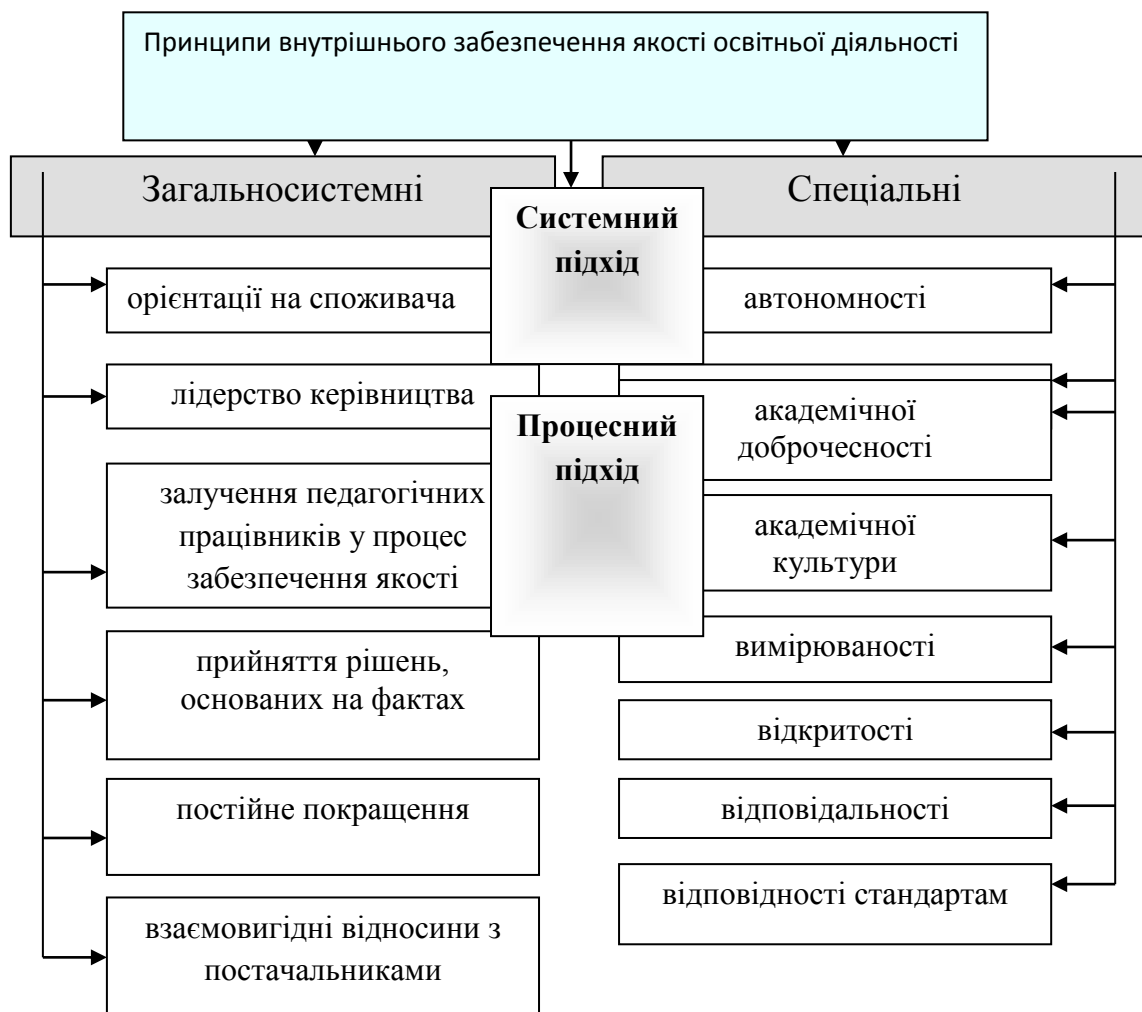 Принципи внутрішнього забезпечення якості освітньої діяльності
Загальносистемні
Спеціальні
Системний
підхід
Процесний
підхід
орієнтації на споживача
лідерство керівництва
залучення педагогічних
працівників у процес
забезпечення якості
прийняття рішень,
основаних на фактах
постійне покращення
взаємовигідні відносини з
постачальниками
автономності
академічної
доброчесності
академічної
культури
вимірюваності
відкритості
відповідальності
відповідності стандартам